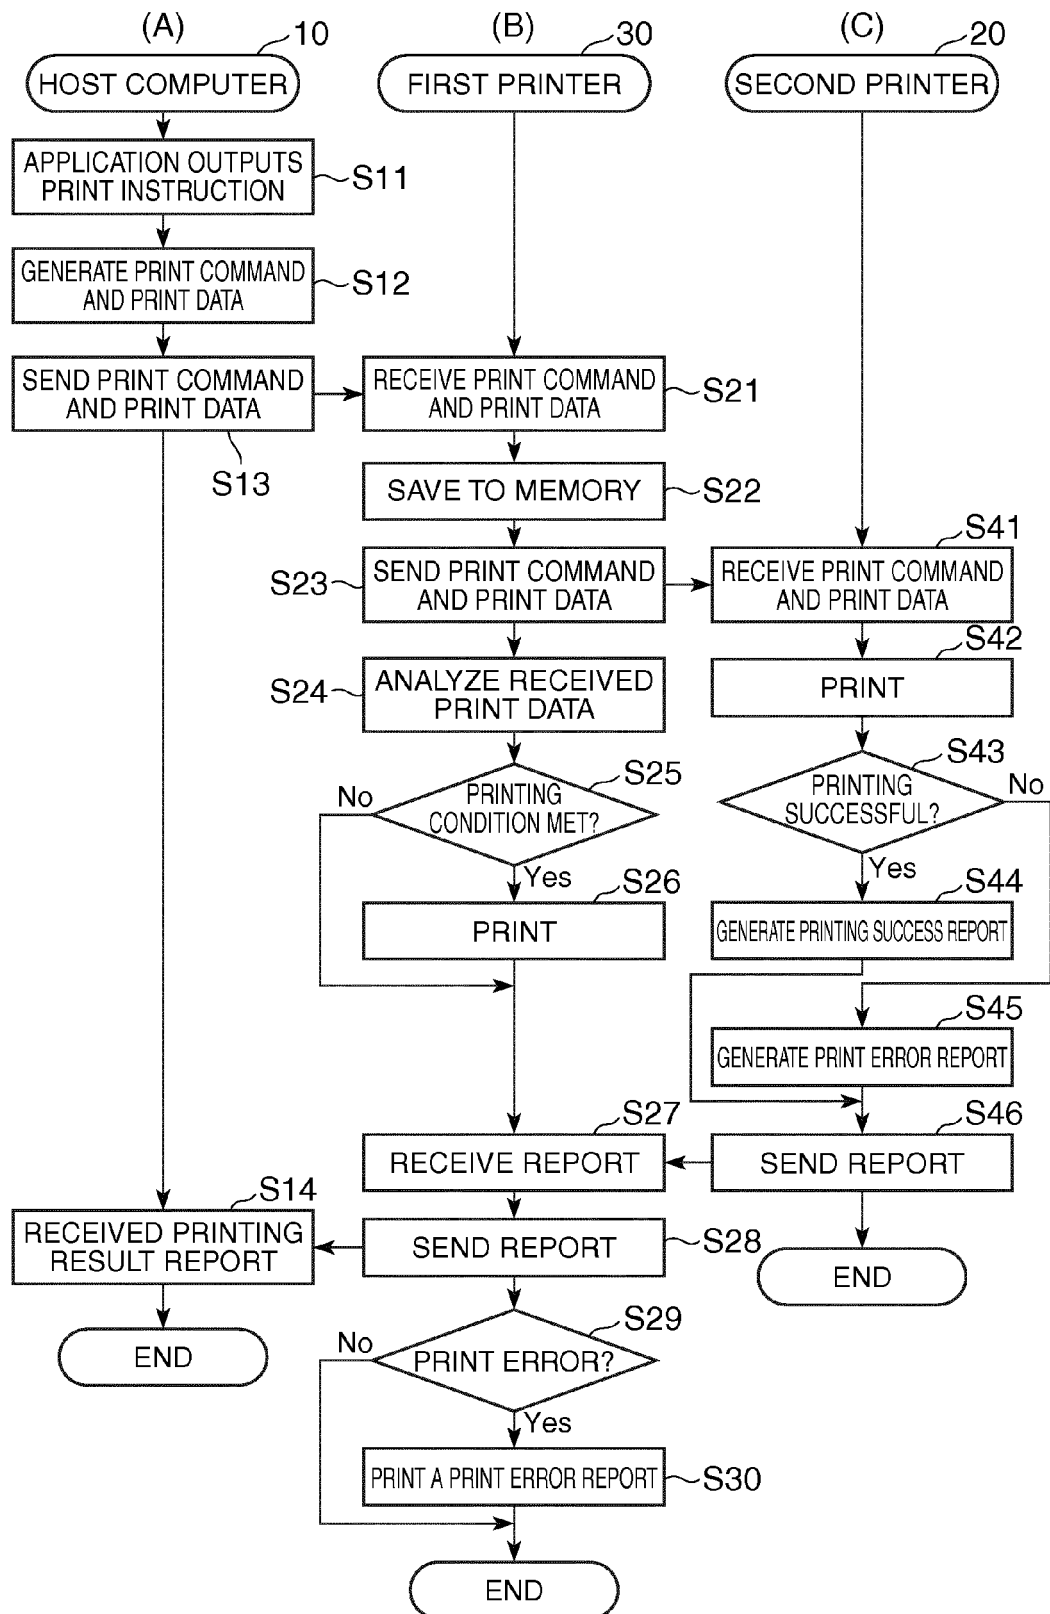 (A)
10
HOST COMPUTER
APPLICATION OUTPUTS
PRINT INSTRUCTION
S11
GENERATE PRINT COMMAND
AND PRINT DATA
S12
SEND PRINT COMMAND
AND PRINT DATA
S13
S14
RECEIVED PRINTING
RESULT REPORT
END
(B)
30
FIRST PRINTER
RECEIVE PRINT COMMAND
AND PRINT DATA
S21
SAVE TO MEMORY
S22
S23
SEND PRINT COMMAND
AND PRINT DATA
S24
ANALYZE RECEIVED
PRINT DATA
S25
No
PRINTING
CONDITION MET?
Yes
S26
PRINT
S27
RECEIVE REPORT
SEND REPORT
S28
S29
No
PRINT ERROR?
Yes
PRINT A PRINT ERROR REPORT
S30
END
(C)
20
SECOND PRINTER
S41
RECEIVE PRINT COMMAND
AND PRINT DATA
S42
PRINT
S43
PRINTING
SUCCESSFUL?
No
Yes
S44
GENERATE PRINTING SUCCESS REPORT
S45
GENERATE PRINT ERROR REPORT
S46
SEND REPORT
END